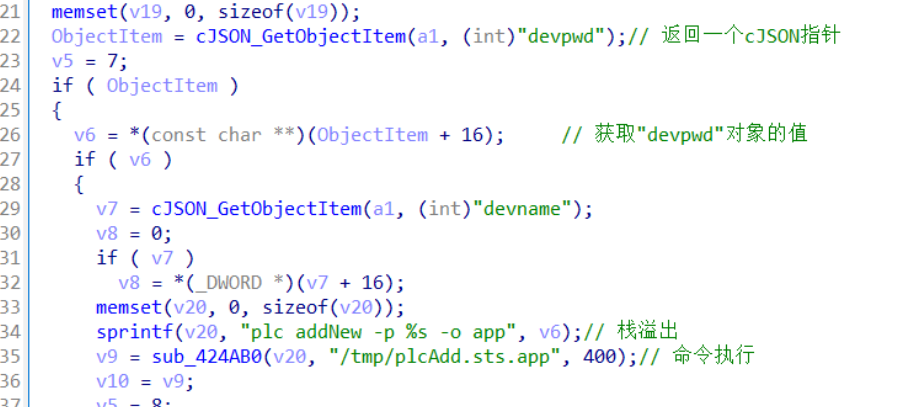 21 memset(v19, 0, sizeof(v19));
22 ObjectItem = cJSON_GetObjectItem(a1, (int)"devpwd");// 返回一个cJSON指针
23 v5 = 7;
24 if ( ObjectItem )
25 {
26 v6 = *(const char **)(ObjectItem + 16); // 获取"devpwd"对象的值
27 if ( v6 )
28 {
29 v7 = cJSON_GetObjectItem(a1, (int)"devname");
30 v8 = 0;
31 if ( v7 )
32 v8 = *(_DWORD *)(v7 + 16);
33 memset(v20, 0, sizeof(v20));
34 sprintf(v20, "plc addNew -p %s -o app", v6);// 栈溢出
35 v9 = sub_424AB0(v20, "/tmp/plcAdd.sts.app", 400);// 命令执行
36 v10 = v9;
37 v5 = 8;